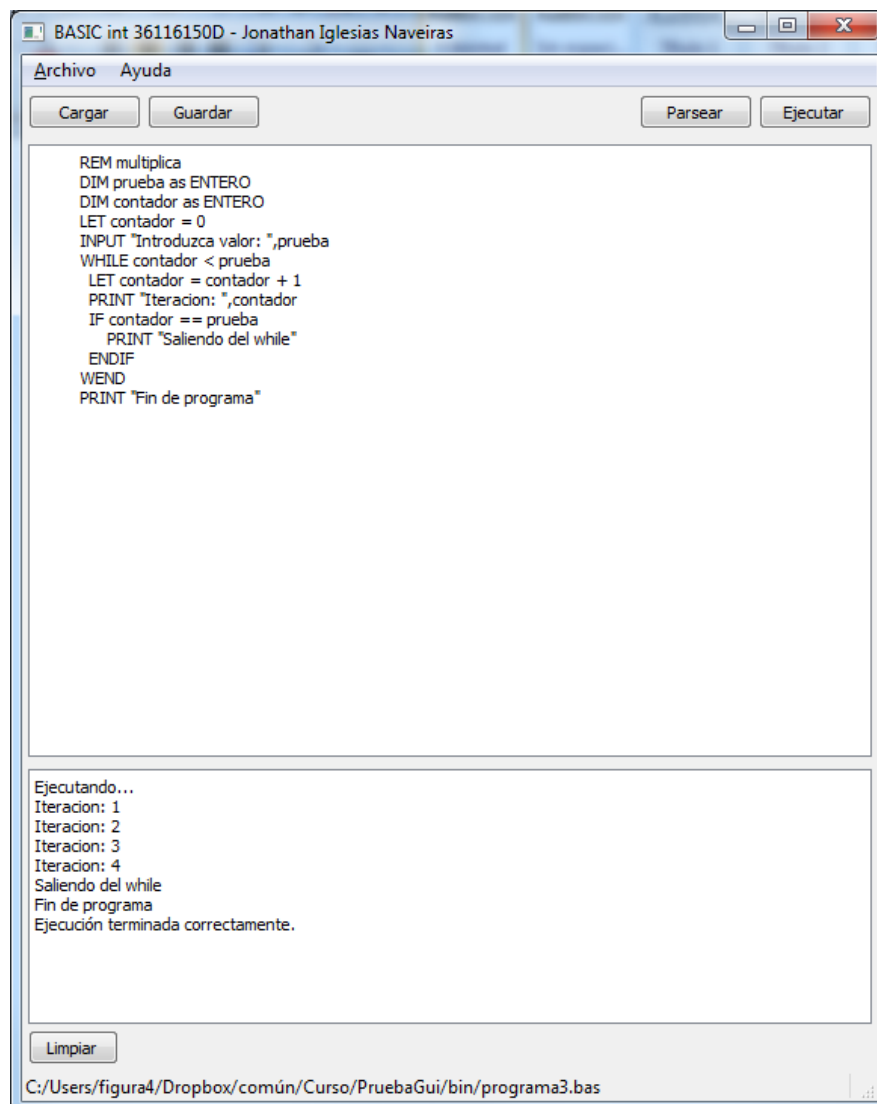 BASIC int 36116150D - Jonathan Iglesias Naveiras
Archivo Ayuda
Cargar Guardar Parsear Ejecutar
REM multiplica
DIM prueba as ENTERO
DIM contador as ENTERO
LET contador = 0
INPUT "Introduzca valor: ",prueba
WHILE contador < prueba
LET contador = contador + 1
PRINT "Iteracion: ",contador
IF contador == prueba
PRINT "Saliendo del while"
ENDIF
WEND
PRINT "Fin de programa"
Ejecutando...
Iteracion: 1
Iteracion: 2
Iteracion: 3
Iteracion: 4
Saliendo del while
Fin de programa
Ejecución terminada correctamente.
Limpiar
C:/Users/figura4/Dropbox/común/Curso/PruebaGui/bin/programa3.bas